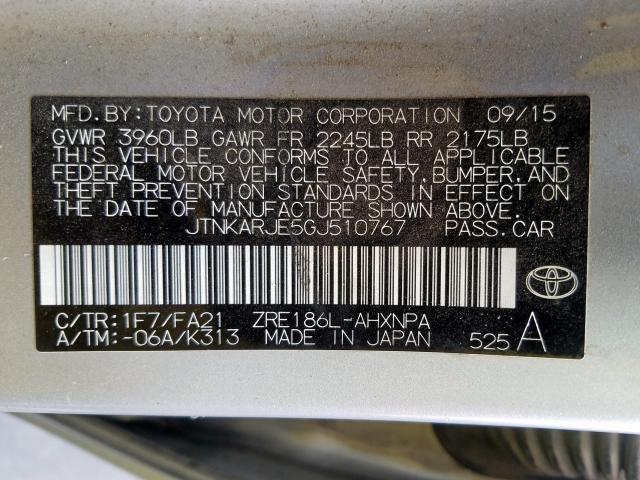 MFD.BY:TOYOTA MOTOR CORPORATION 09/15
GVWR 3960LB GAWR FR 2245LB RR 2175LB
THIS VEHICLE CONFORMS TO ALL APPLICABLE
FEDERAL MOTOR VEHICLE SAFETY,BUMPER,AND
THEFT PREVENTION STANDARDS IN EFFECT ON
THE DATE OF MANUFACTURE SHOWN ABOVE.
JTNKARJE5GJ510767 PASS.CAR
C/TR:1F7/FA21 ZRE186L-AHXNPA
A/TM:-06A/K313 MADE IN JAPAN 525 A